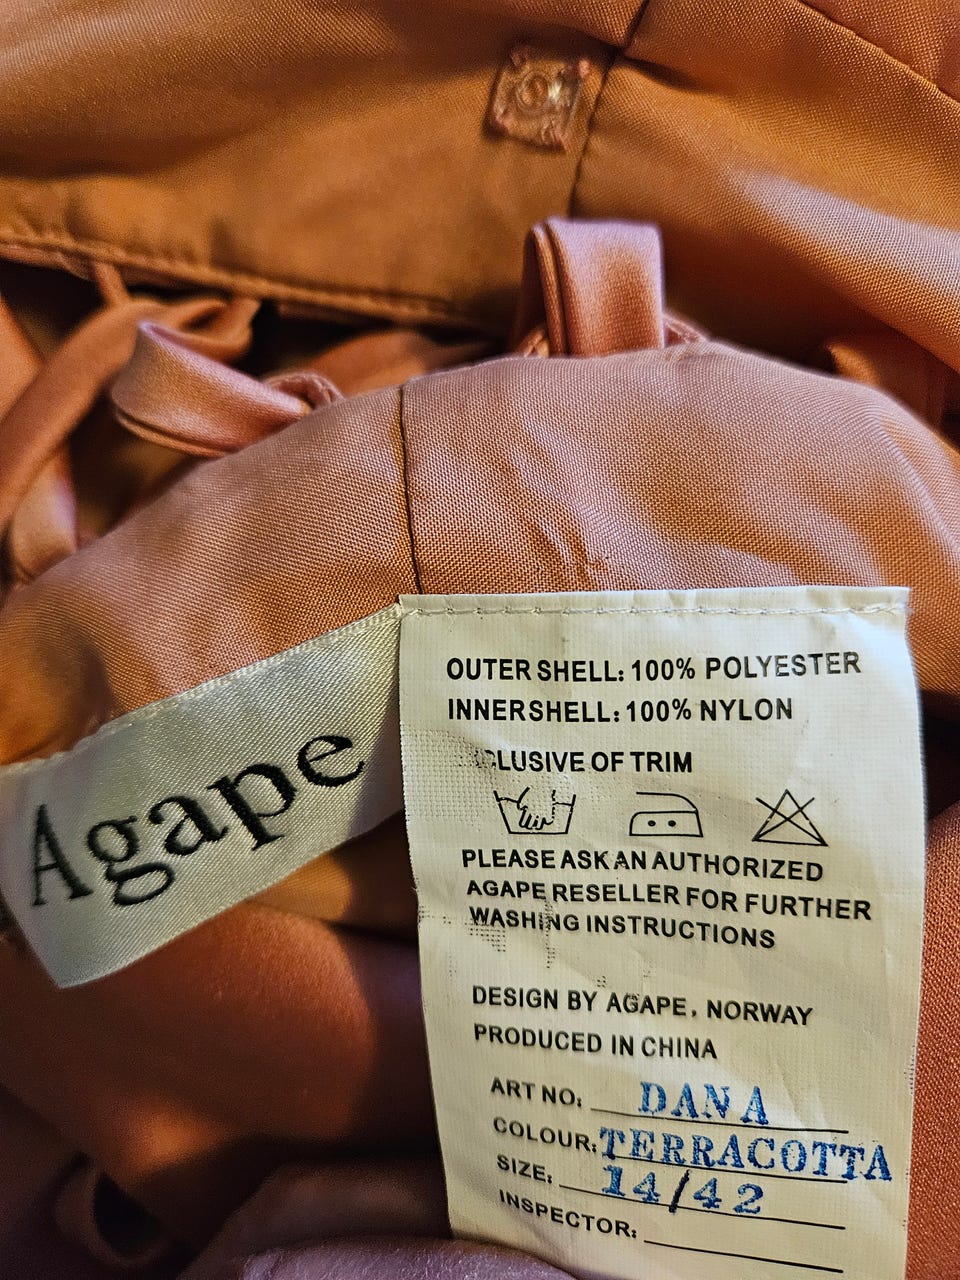 Agape
OUTER SHELL: 100% POLYESTER
INNERSHELL: 100% NYLON
OF TRIM
PLEASE ASK AN AUTHORIZED
AGAPE RESELLER FOR FURTHER
WASHING INSTRUCTIONS
DESIGN BY AGAPE, NORWAY
PRODUCED IN CHINA
ART NO: DANA
COLOUR: TERRACOTTA
SIZE: 14/42
INSPECTOR: